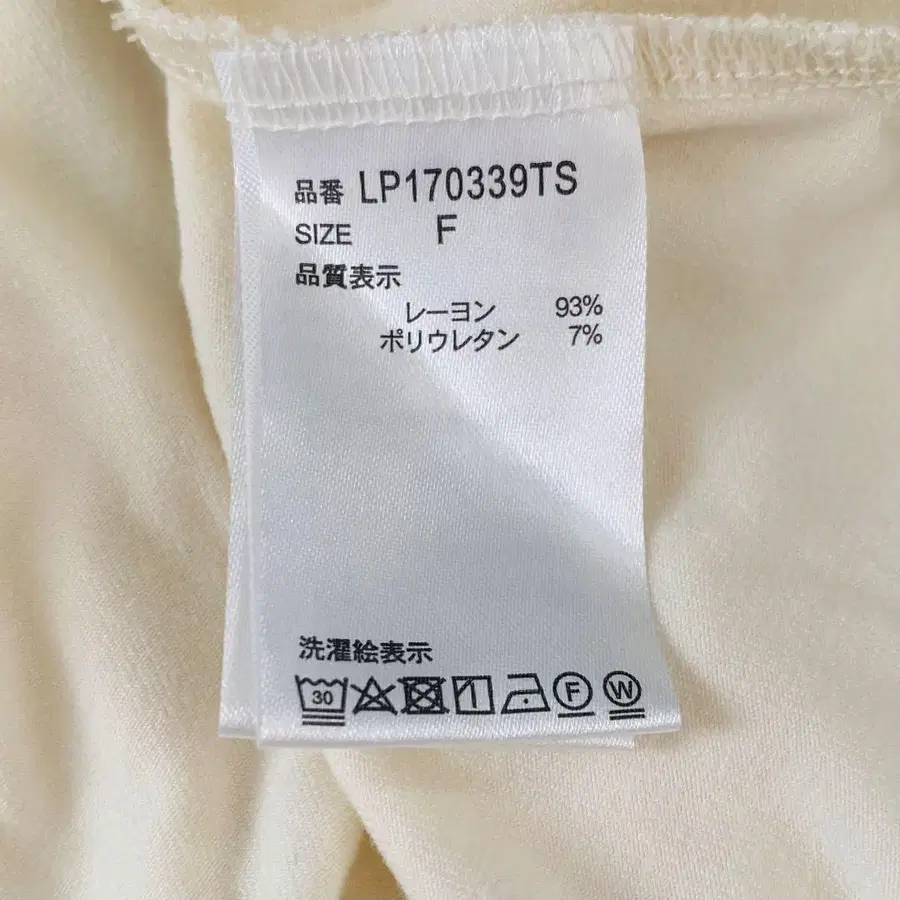 品番 LP170339TS
SIZE F
品質表示
レーヨン 93%
ポリウレタン 7%
洗濯絵表示
30 F W